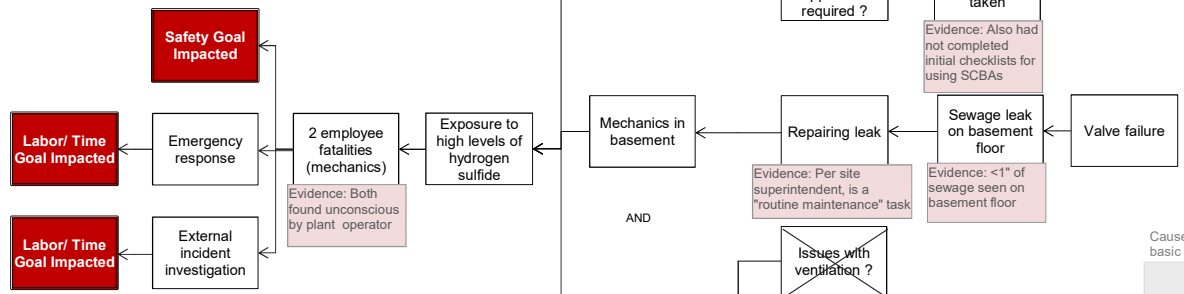 required ?
taken
Evidence: Also had
not completed
initial checklists for
using SCBAs
Safety Goal
Impacted
Labor/ Time
Goal Impacted
Emergency
response
2 employee
fatalities
(mechanics)
Evidence: Both
found unconscious
by plant operator
Exposure to
high levels of
hydrogen
sulfide
Mechanics in
basement
Repairing leak
Evidence: Per site
superintendent, is a
"routine maintenance" task
Sewage leak
on basement
floor
Evidence: <1" of
sewage seen on
basement floor
Valve failure
AND
Labor/ Time
Goal Impacted
External
incident
investigation
Issues with
ventilation ?
Cause
basic